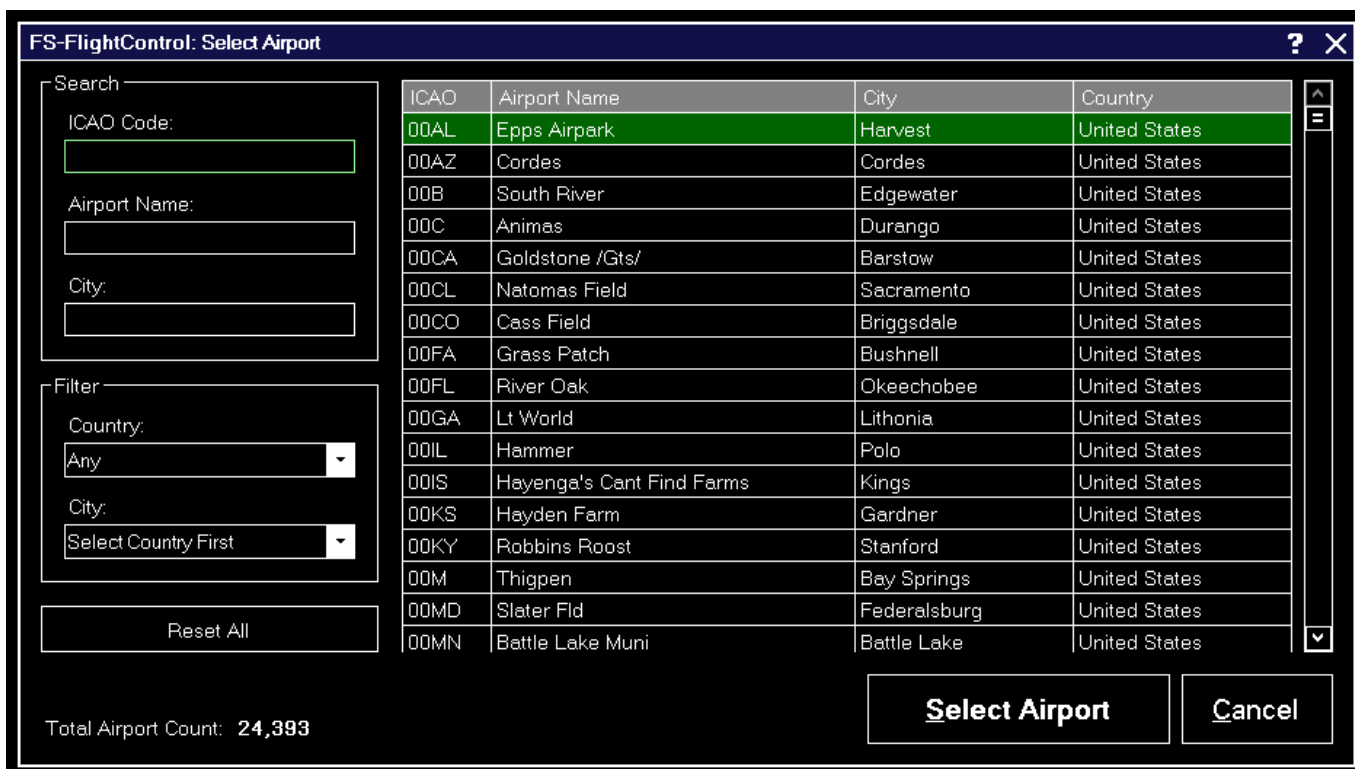 FS-FlightControl: Select Airport ? X
Search
ICAO Code:
Airport Name:
City:
Filter
Country:
Any
City:
Select Country First
Reset All
Total Airport Count: 24,393
ICAO Airport Name City Country
00AL Epps Airpark Harvest United States
00AZ Cordes Cordes United States
00B South River Edgewater United States
00C Animas Durango United States
00CA Goldstone /Gts/ Barstow United States
00CL Natomas Field Sacramento United States
00CO Cass Field Briggsdale United States
00FA Grass Patch Bushnell United States
00FL River Oak Okeechobee United States
00GA Lt World Lithonia United States
00IL Hammer Polo United States
00IS Hayenga's Cant Find Farms Kings United States
00KS Hayden Farm Gardner United States
00KY Robbins Roost Stanford United States
00M Thigpen Bay Springs United States
00MD Slater Fld Federalsburg United States
00MN Battle Lake Muni Battle Lake United States
Select Airport
Cancel